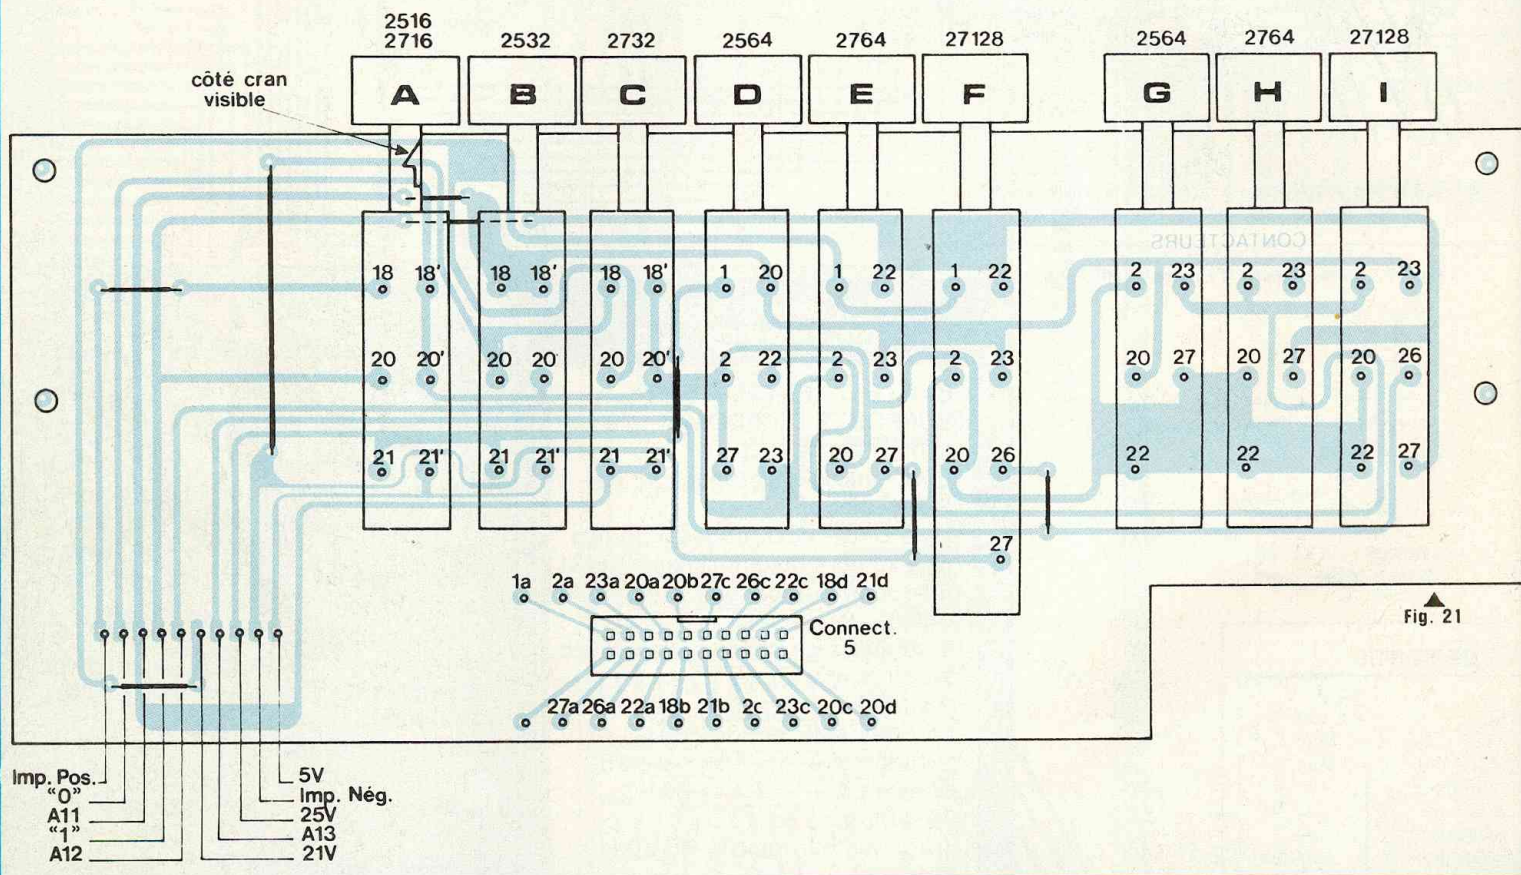 2516
2716 2532 2732 2564 2764 27128 2564 2764 27128
côté cran
visible
A B C D E F G H I
CONTACTEURS
18 18' 18 18' 18 18' 1 20 1 22 1 22 2 23 2 23 2 23
20 20' 20 20' 20 20' 2 22 2 23 2 23 20 27 20 27 20 26
21 21' 21 21' 21 21' 27 23 20 27 20 26 22 22 22 27
27
1a 2a 23a 20a 20b 27c 26c 22c 18d 21d
Connect.
5
27a 26a 22a 18b 21b 2c 23c 20c 20d
Fig. 21
Imp. Pos.
"0"
A11
"1"
A12
5V
Imp. Nég.
25V
A13
21V